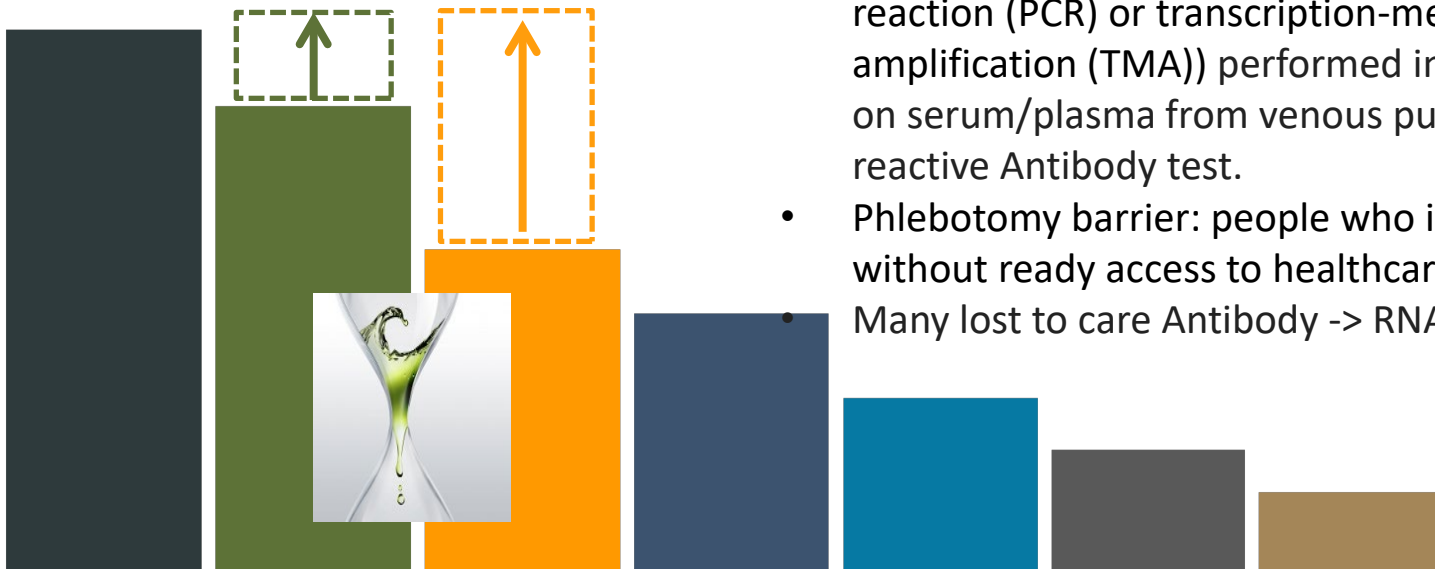 reaction (PCR) or transcription-me
amplification (TMA)) performed in
on serum/plasma from venous pu
reactive Antibody test.
• Phlebotomy barrier: people who i
without ready access to healthcar
• Many lost to care Antibody -> RNA